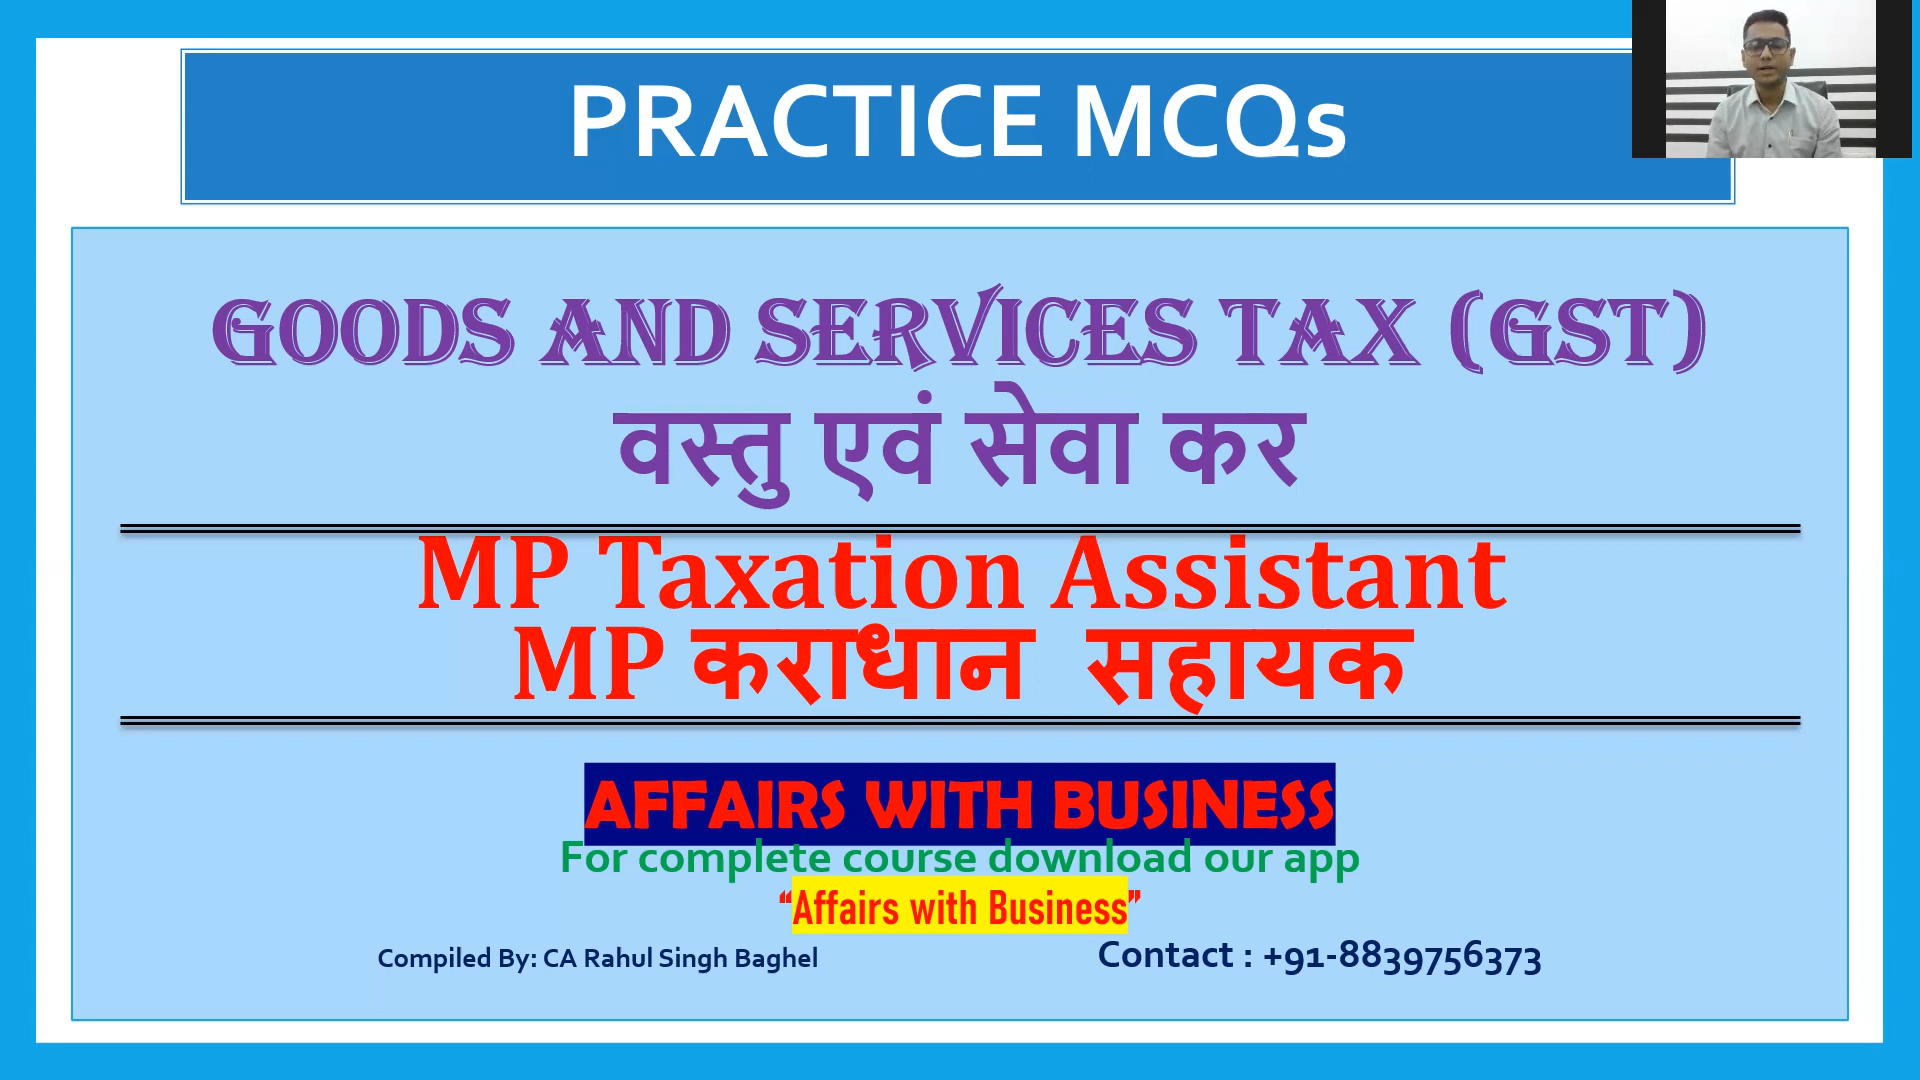 PRACTICE MCQs
GOODS AND SERVICES TAX (GST)
वस्तु एवं सेवा कर
MP Taxation Assistant
MP कराधान सहायक
AFFAIRS WITH BUSINESS
For complete course download our app
“Affairs with Business”
Compiled By: CA Rahul Singh Baghel
Contact : +91-8839756373